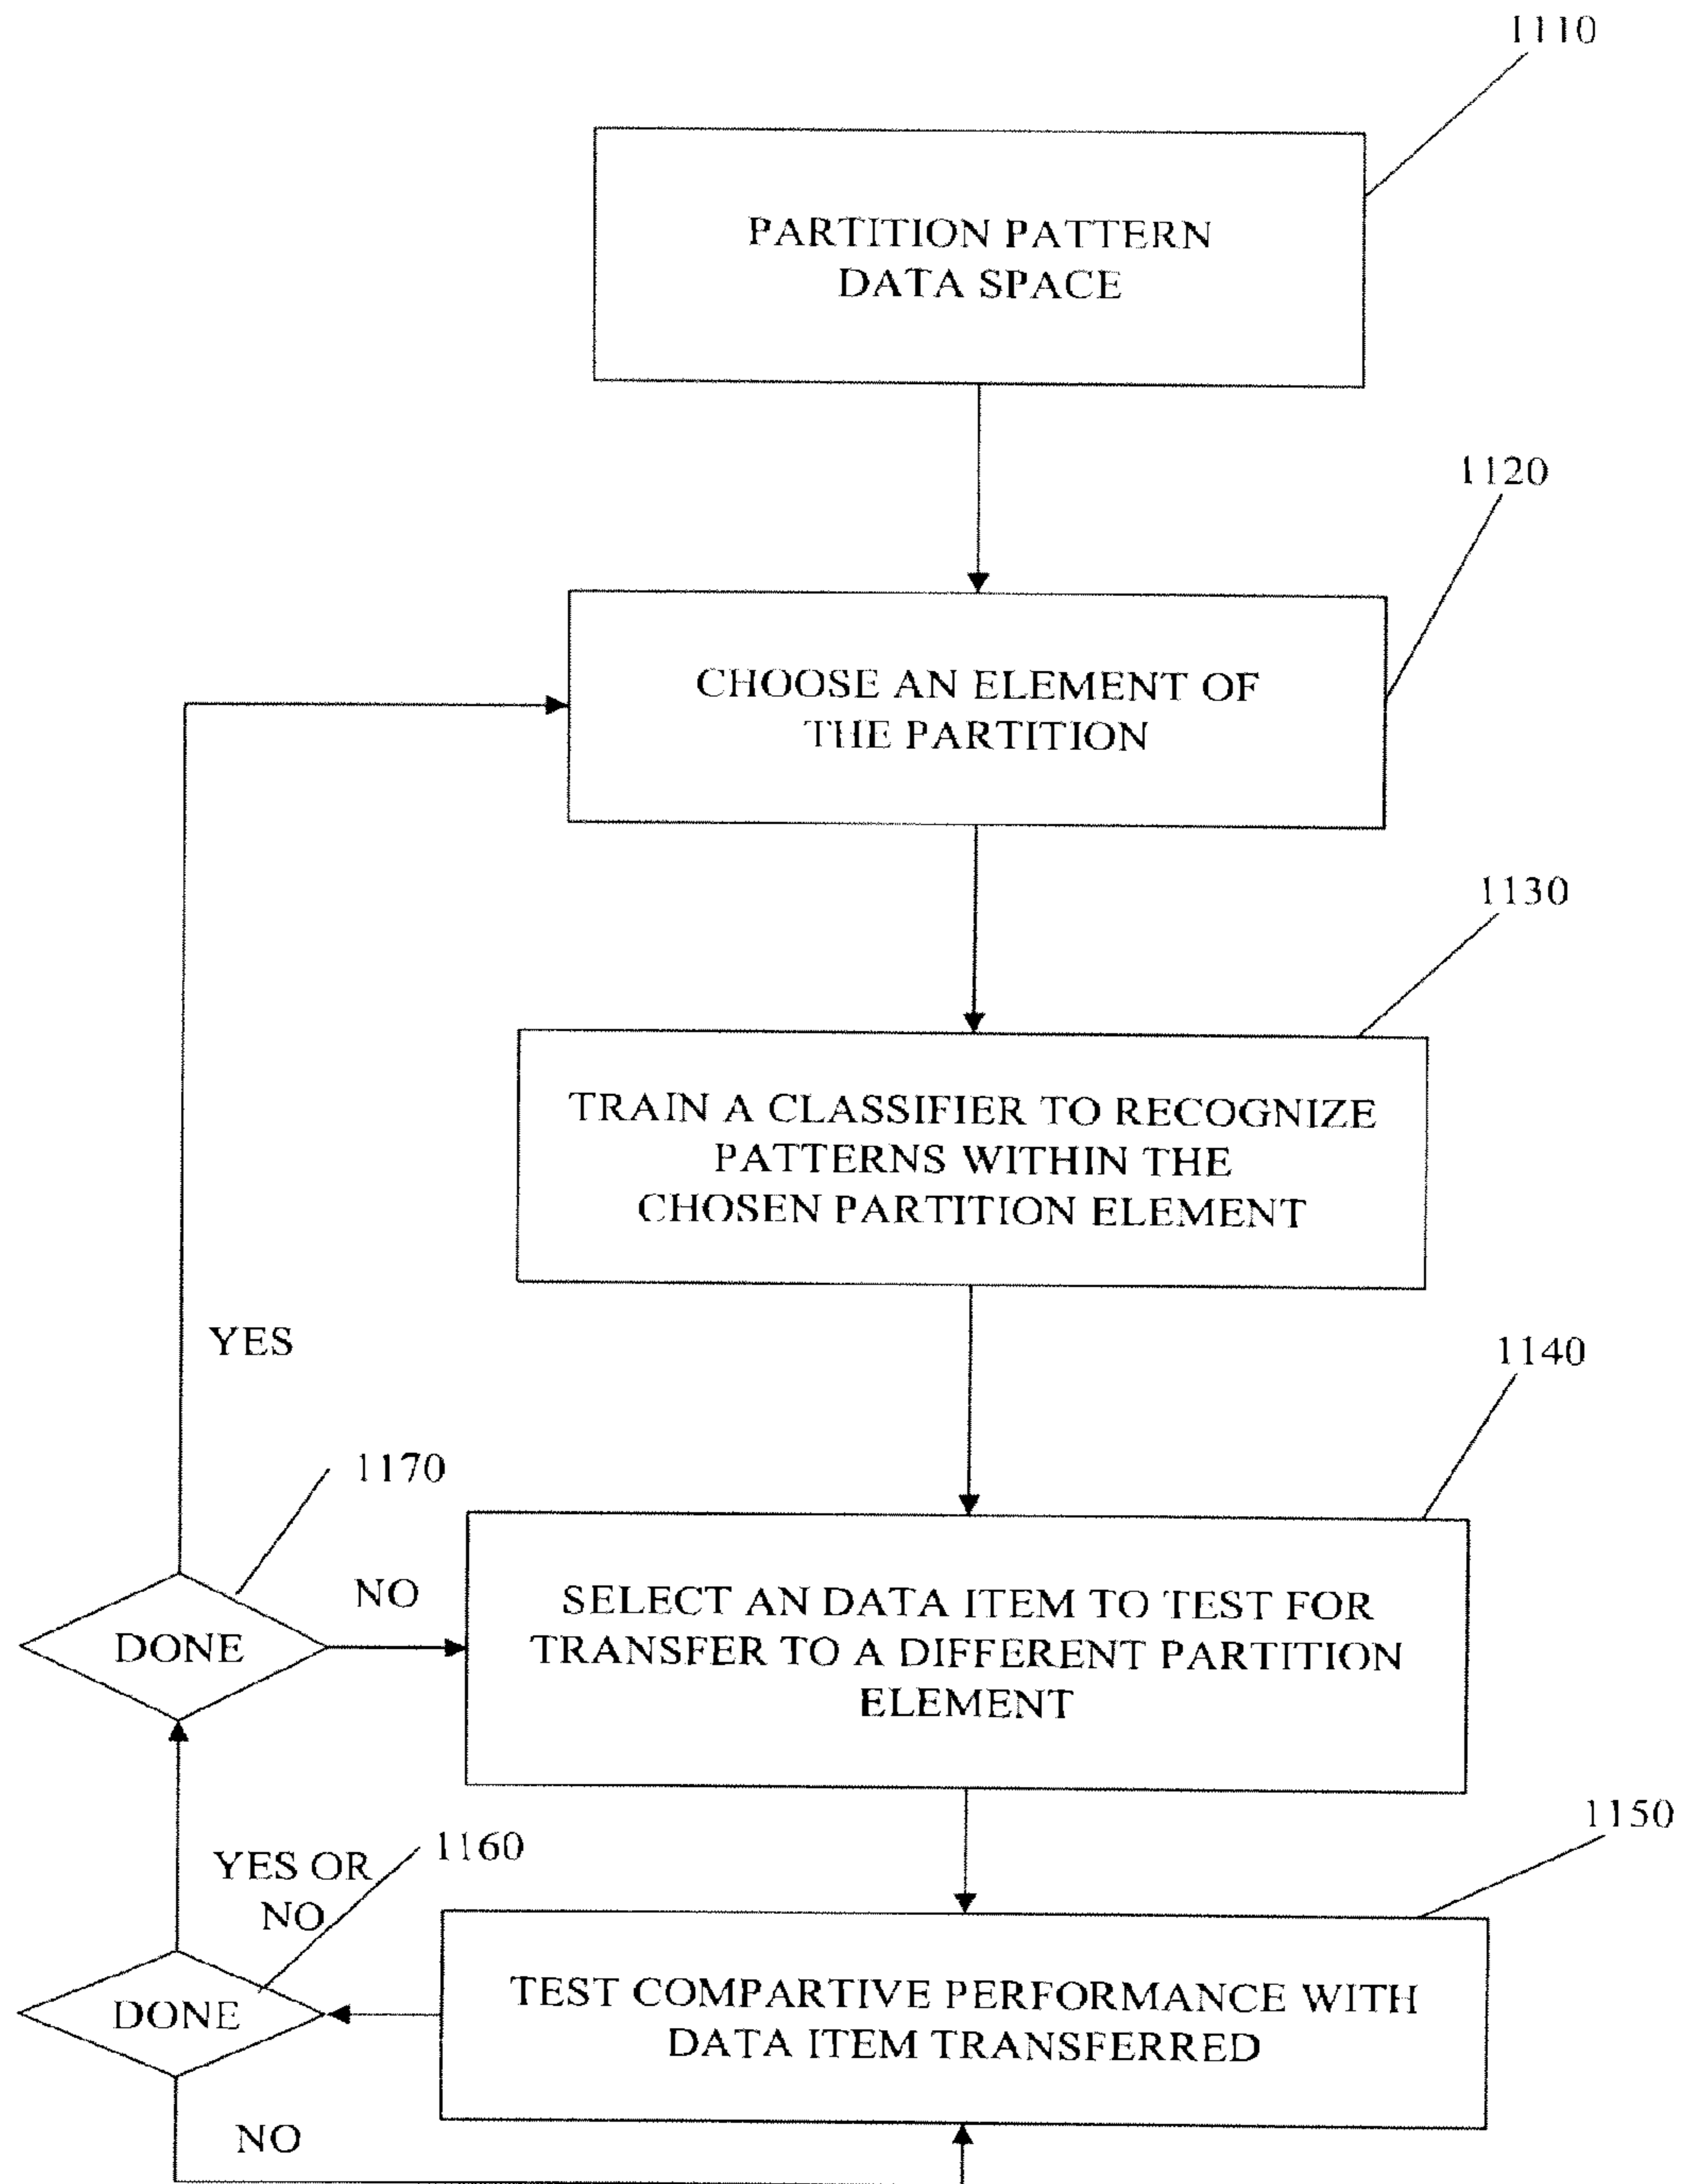 1110
PARTITION PATTERN
DATA SPACE
1120
CHOOSE AN ELEMENT OF
THE PARTITION
1130
TRAIN A CLASSIFIER TO RECOGNIZE
PATTERNS WITHIN THE
CHOSEN PARTITION ELEMENT
YES
1140
1170
NO
DONE
SELECT AN DATA ITEM TO TEST FOR
TRANSFER TO A DIFFERENT PARTITION
ELEMENT
1150
1160
YES OR
NO
DONE
TEST COMPARTIVE PERFORMANCE WITH
DATA ITEM TRANSFERRED
NO